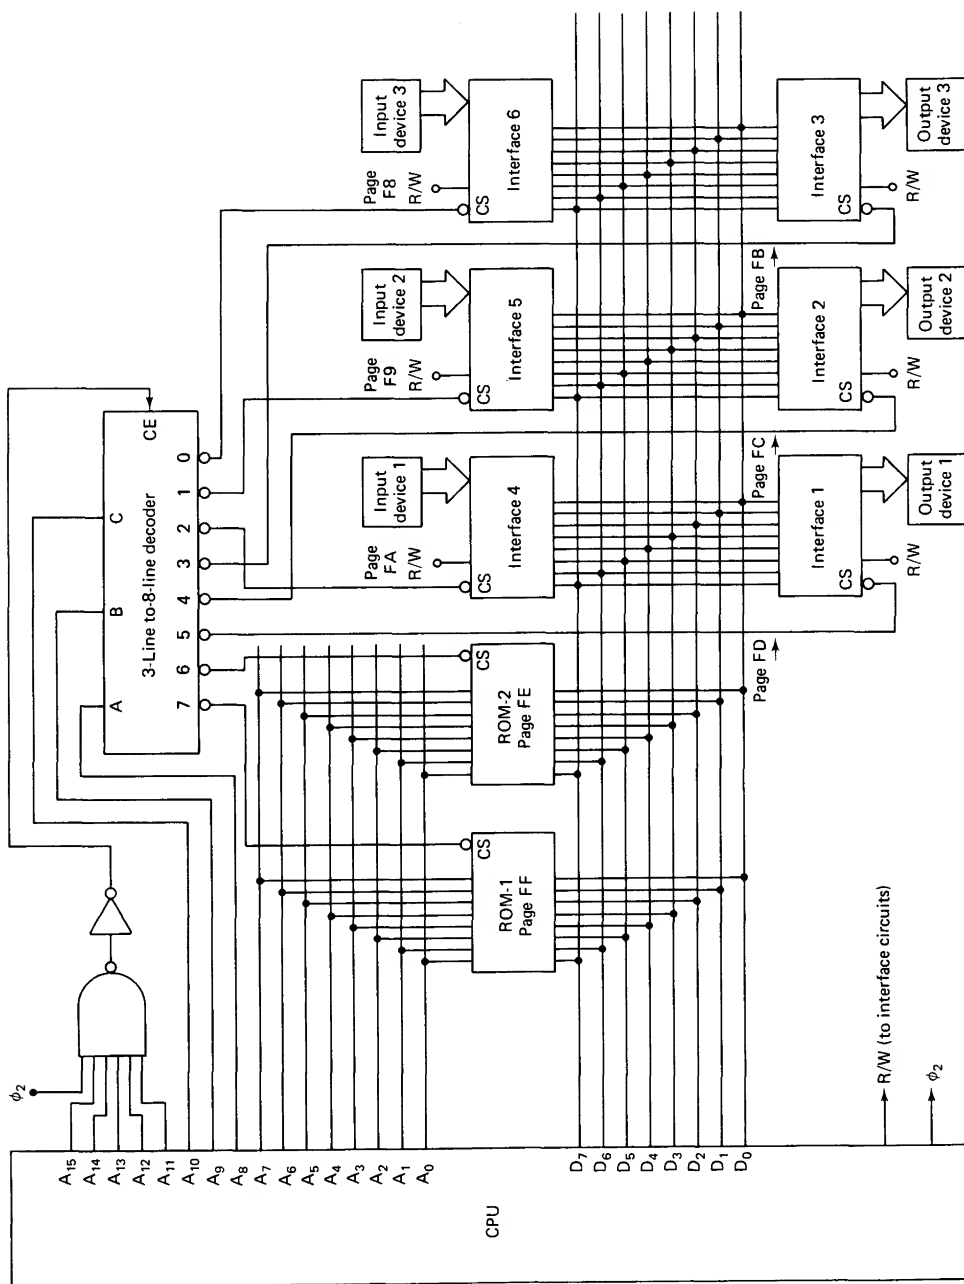 φ2
A15
A14
A13
A12
A11
A10
A9
A8
A7
A6
A5
A4
A3
A2
A1
A0
CPU
D7
D6
D5
D4
D3
D2
D1
D0
R/W (to interface circuits)
φ2
A
B
C
CE
3-Line to-8-line decoder
7
6
5
4
3
2
1
0
CS
ROM-1
Page FF
CS
ROM-2
Page FE
Input
device 1
Page
FA
R/W
CS
Interface 4
Input
device 2
Page
F9
R/W
CS
Interface 5
Input
device 3
Page
F8
R/W
CS
Interface 6
Page FD
Interface 1
CS
R/W
Output
device 1
Page FC
Interface 2
CS
R/W
Output
device 2
Page FB
Interface 3
CS
R/W
Output
device 3